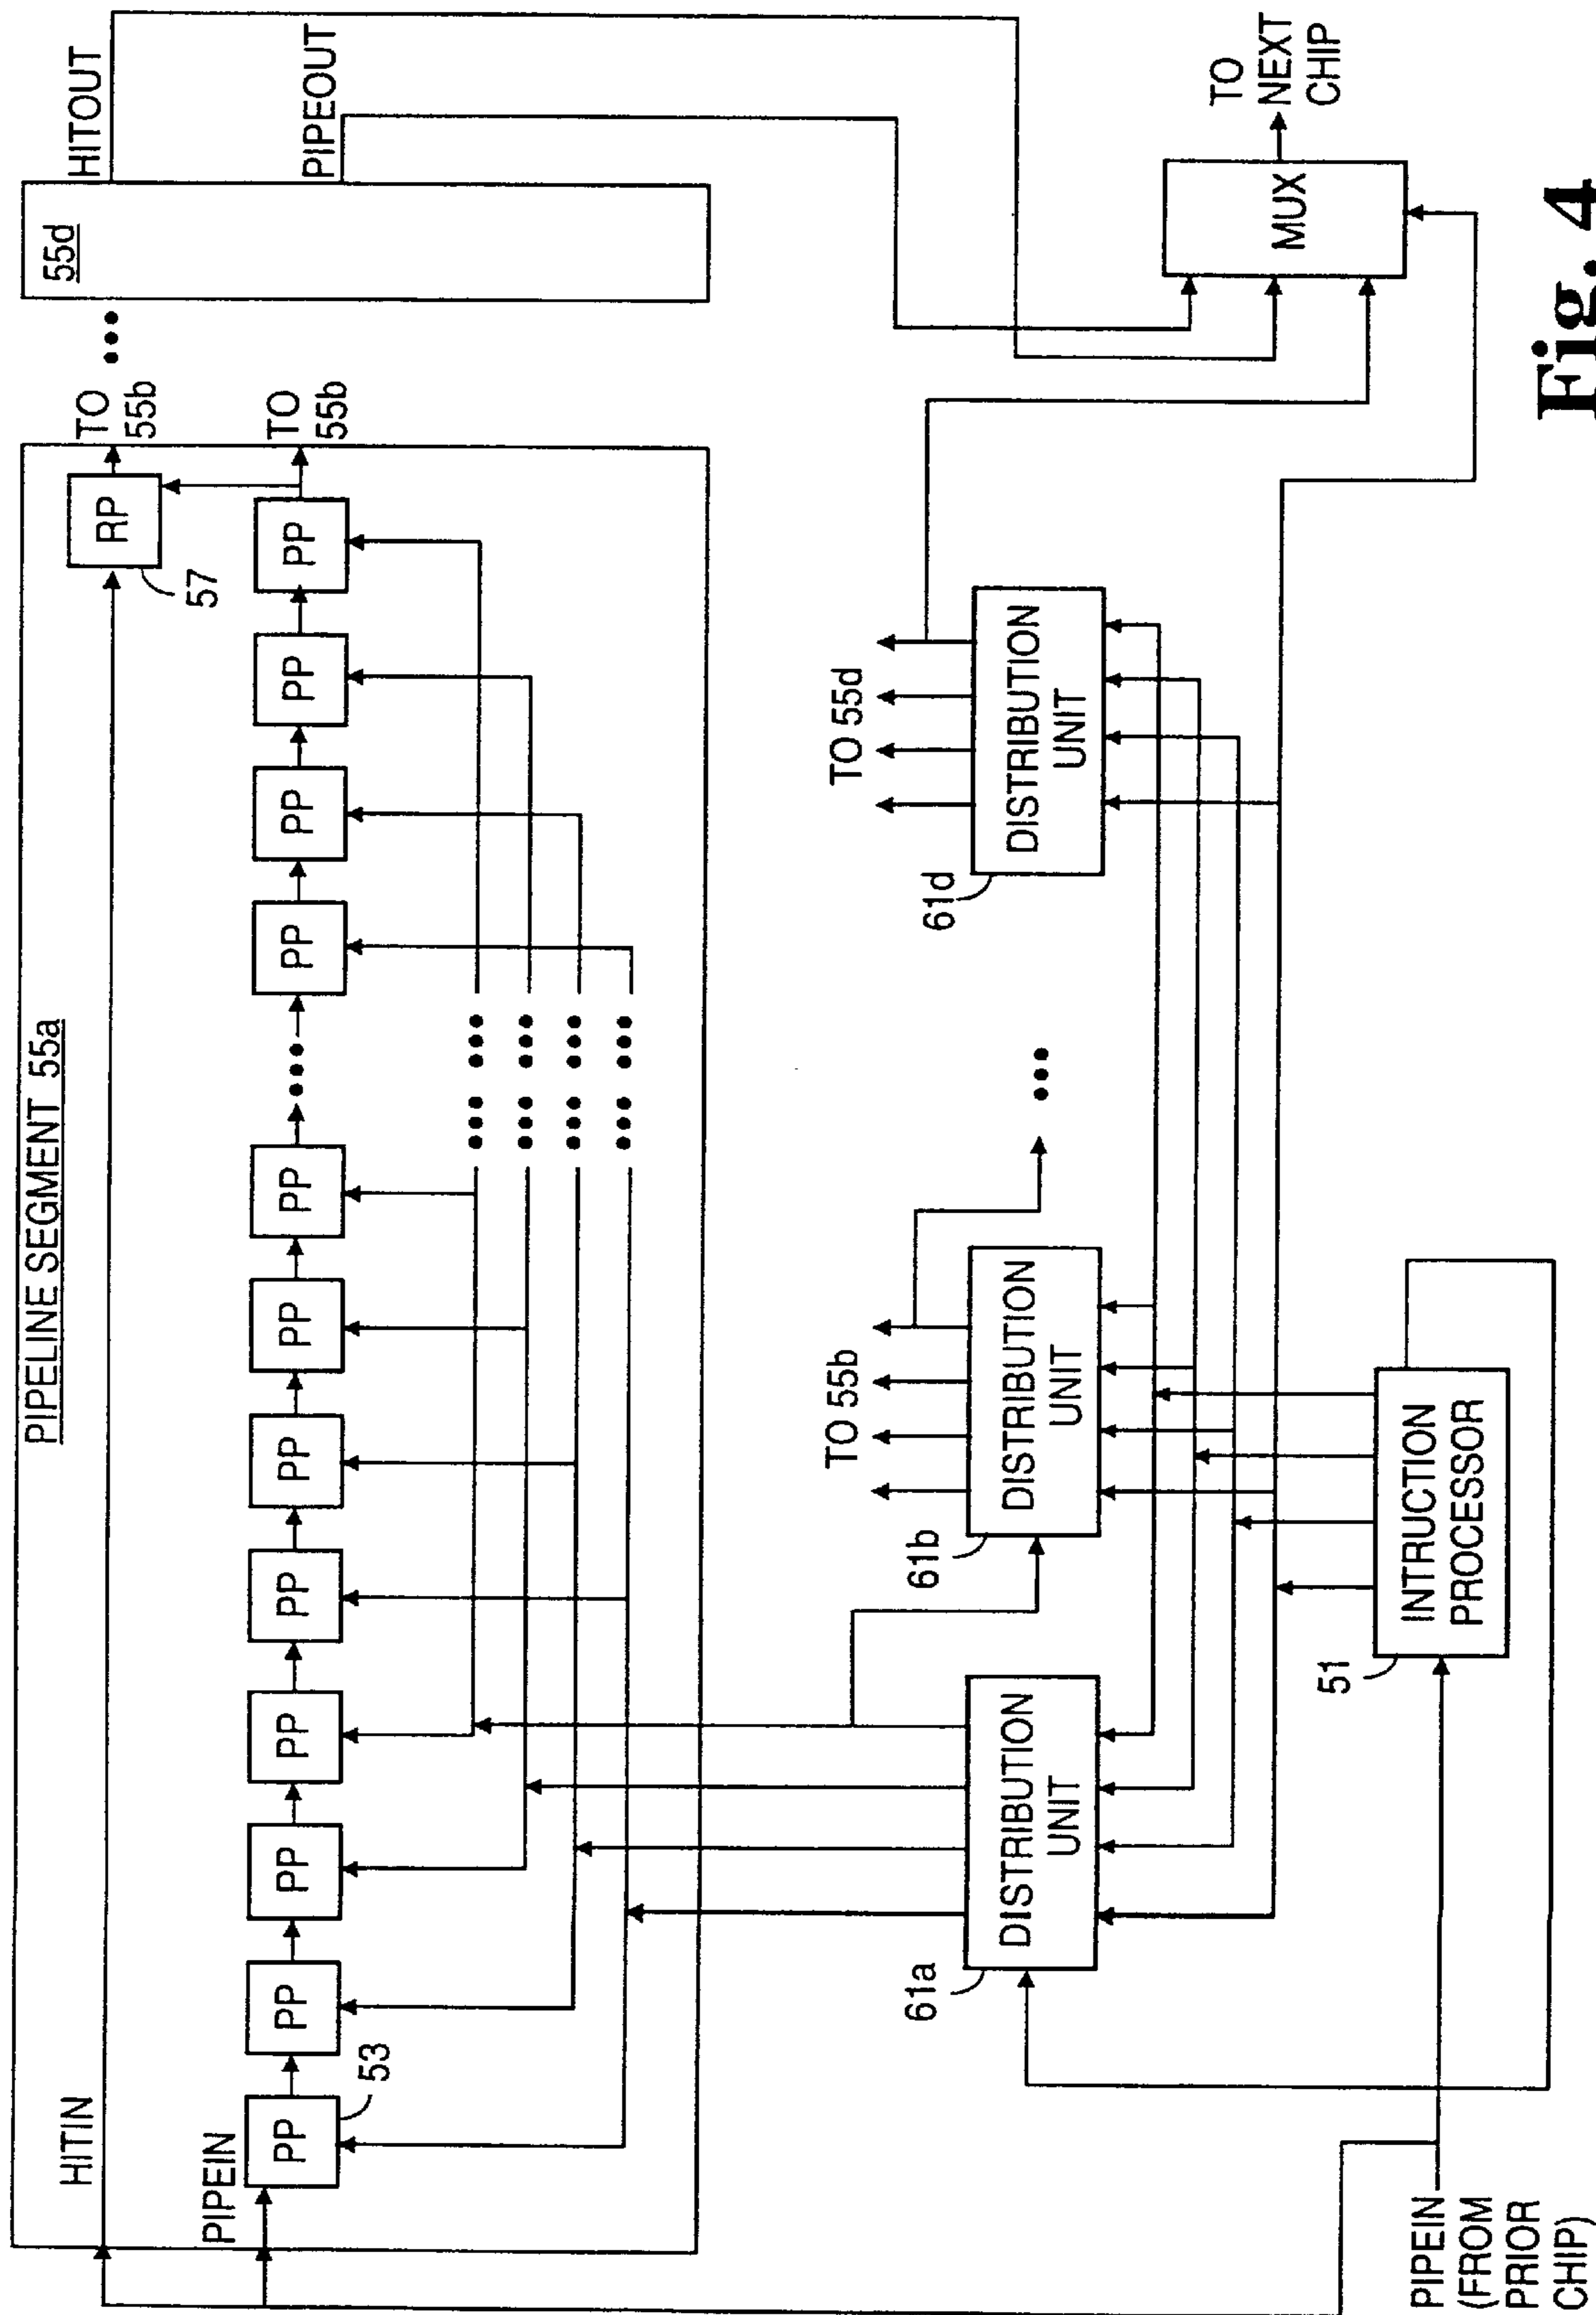 PIPELINE SEGMENT 55a
HITIN
PIPEIN
PP
53
PP
PP
PP
PP
PP
PP
PP
PP
PP
PP
PP
PP
RP
57
TO
55b
TO
55b
55d
HITOUT
PIPEOUT
61a
DISTRIBUTION
UNIT
61b
DISTRIBUTION
UNIT
TO 55b
61d
DISTRIBUTION
UNIT
TO 55d
51
INTRUCTION
PROCESSOR
PIPEIN
(FROM
PRIOR
CHIP)
MUX
TO
NEXT
CHIP
Fig. 4